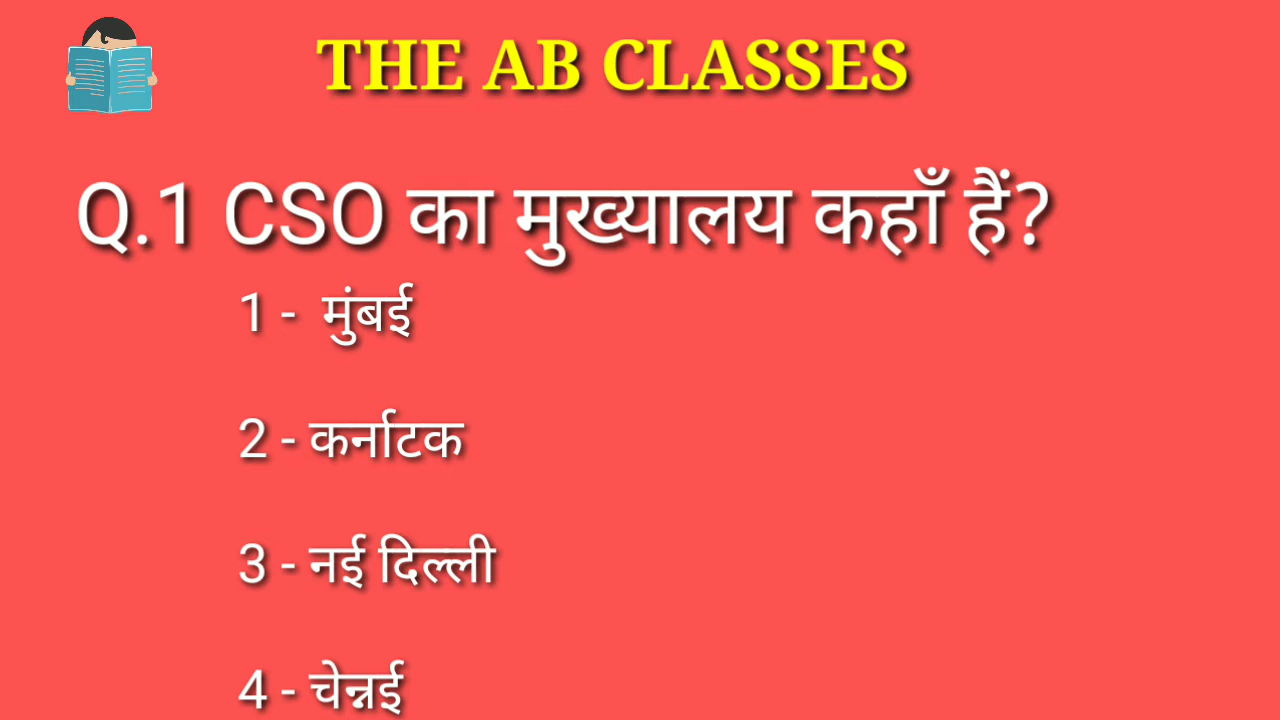 THE AB CLASSES
Q.1 CSO का मुख्यालय कहाँ हैं?
1 - मुंबई
2 - कर्नाटक
3 - नई दिल्ली
4 - चेन्नई